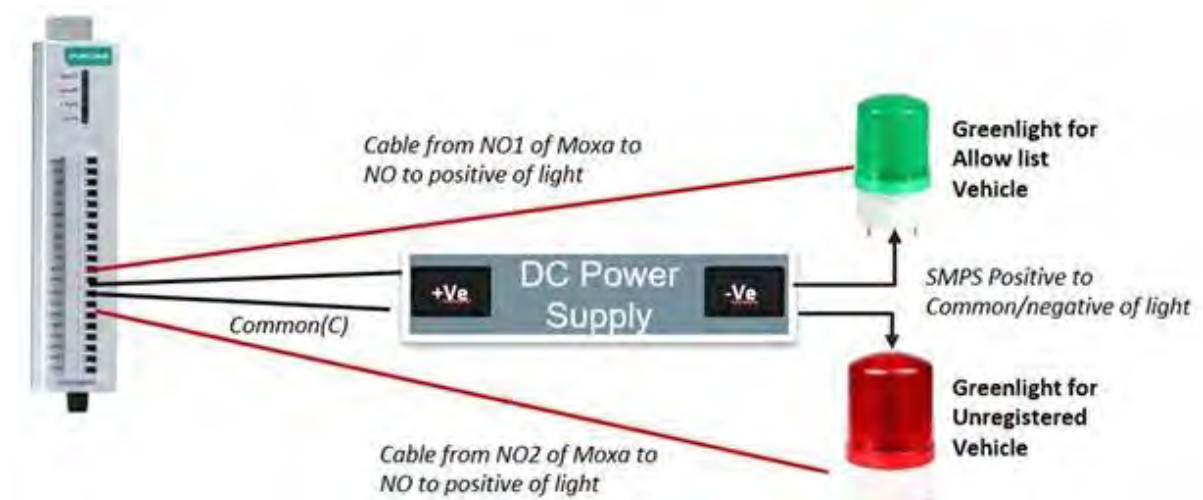 MOXA
Cable from NO1 of Moxa to
NO to positive of light
Greenlight for
Allow list
Vehicle
+Ve
DC Power
Supply
-Ve
SMPS Positive to
Common/negative of light
Common(C)
Greenlight for
Unregistered
Vehicle
Cable from NO2 of Moxa to
NO to positive of light